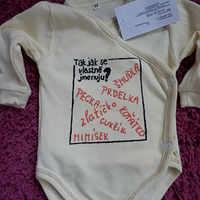 Tak jak se
vlastně
jmenuju?
ŠMUDLA
PECKA
PRDELKA
zlatíčko
KOŤÁTKO
CVRČEK
MIMÍSEK